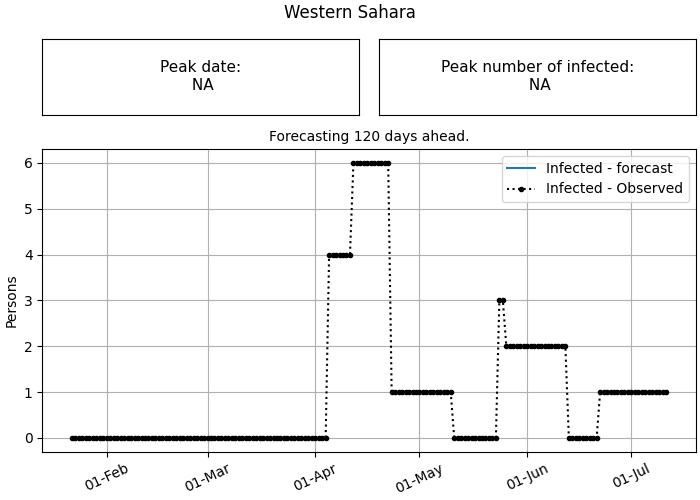 Western Sahara
Peak date:
NA
Peak number of infected:
NA
Forecasting 120 days ahead.
Infected - forecast
Infected - Observed
Persons
6
5
4
3
2
1
0
01-Feb
01-Mar
01-Apr
01-May
01-Jun
01-Jul